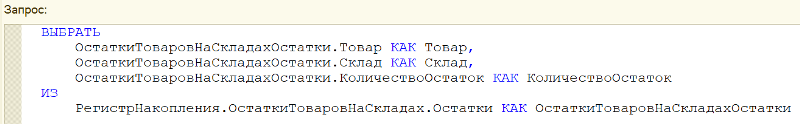 Запрос:
ВЫБРАТЬ
ОстаткиТоваровНаСкладахОстатки.Товар КАК Товар,
ОстаткиТоваровНаСкладахОстатки.Склад КАК Склад,
ОстаткиТоваровНаСкладахОстатки.КоличествоОстаток КАК КоличествоОстаток
ИЗ
РегистрНакопления.ОстаткиТоваровНаСкладах.Остатки КАК ОстаткиТоваровНаСкладахОстатки